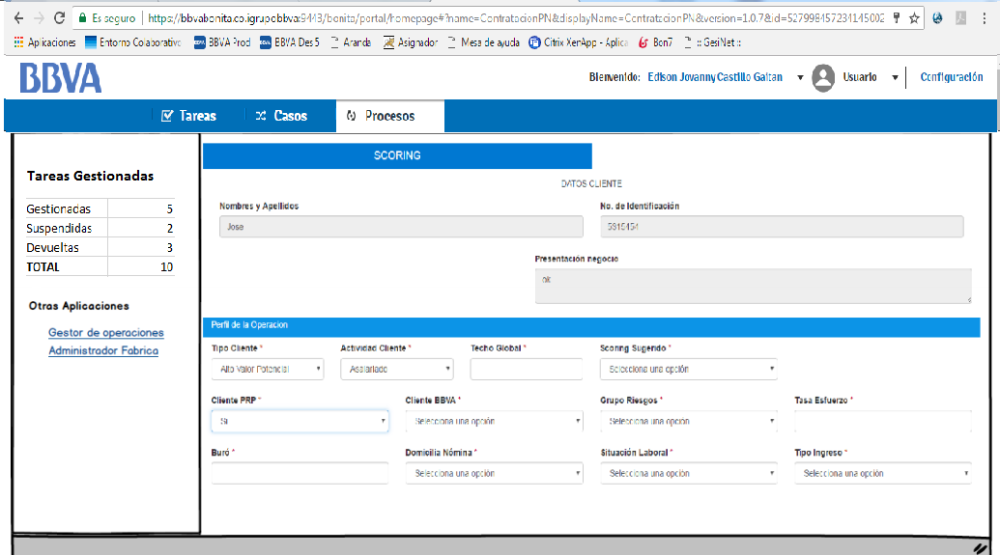 Es seguro https://bbvabonita.co.igrupobbva:9443/bonita/portal/homepage#?name=ContratacionPN&displayName=ContratacionPN&version=1.0.7&id=527998457234145002
Aplicaciones Entorno Colaborativo BBVA Prod BBVA Des5 Aranda Asignador Mesa de ayuda Citrix XenApp - Aplica Bon7 :: GesiNet ::
BBVA
Bienvenido: Edison Jovanny Castillo Gaitan Usuario Configuración
Tareas Casos Procesos
Tareas Gestionadas
Gestionadas 5
Suspendidas 2
Devueltas 3
TOTAL 10
Otras Aplicaciones
Gestor de operaciones
Administrador Fabrica
SCORING
DATOS CLIENTE
Nombres y Apellidos No. de Identificación
Jose 5315454
Presentación negocio
ok
Perfil de la Operacion
Tipo Cliente * Actividad Cliente * Techo Global * Scoring Sugerido *
Alto Valor Potencial Asalariado Selecciona una opción
Cliente PRP * Cliente BBVA * Grupo Riesgos * Tasa Esfuerzo *
Si Selecciona una opción Selecciona una opción
Buró * Domicilia Nómina * Situación Laboral * Tipo Ingreso *
Selecciona una opción Selecciona una opción Selecciona una opción